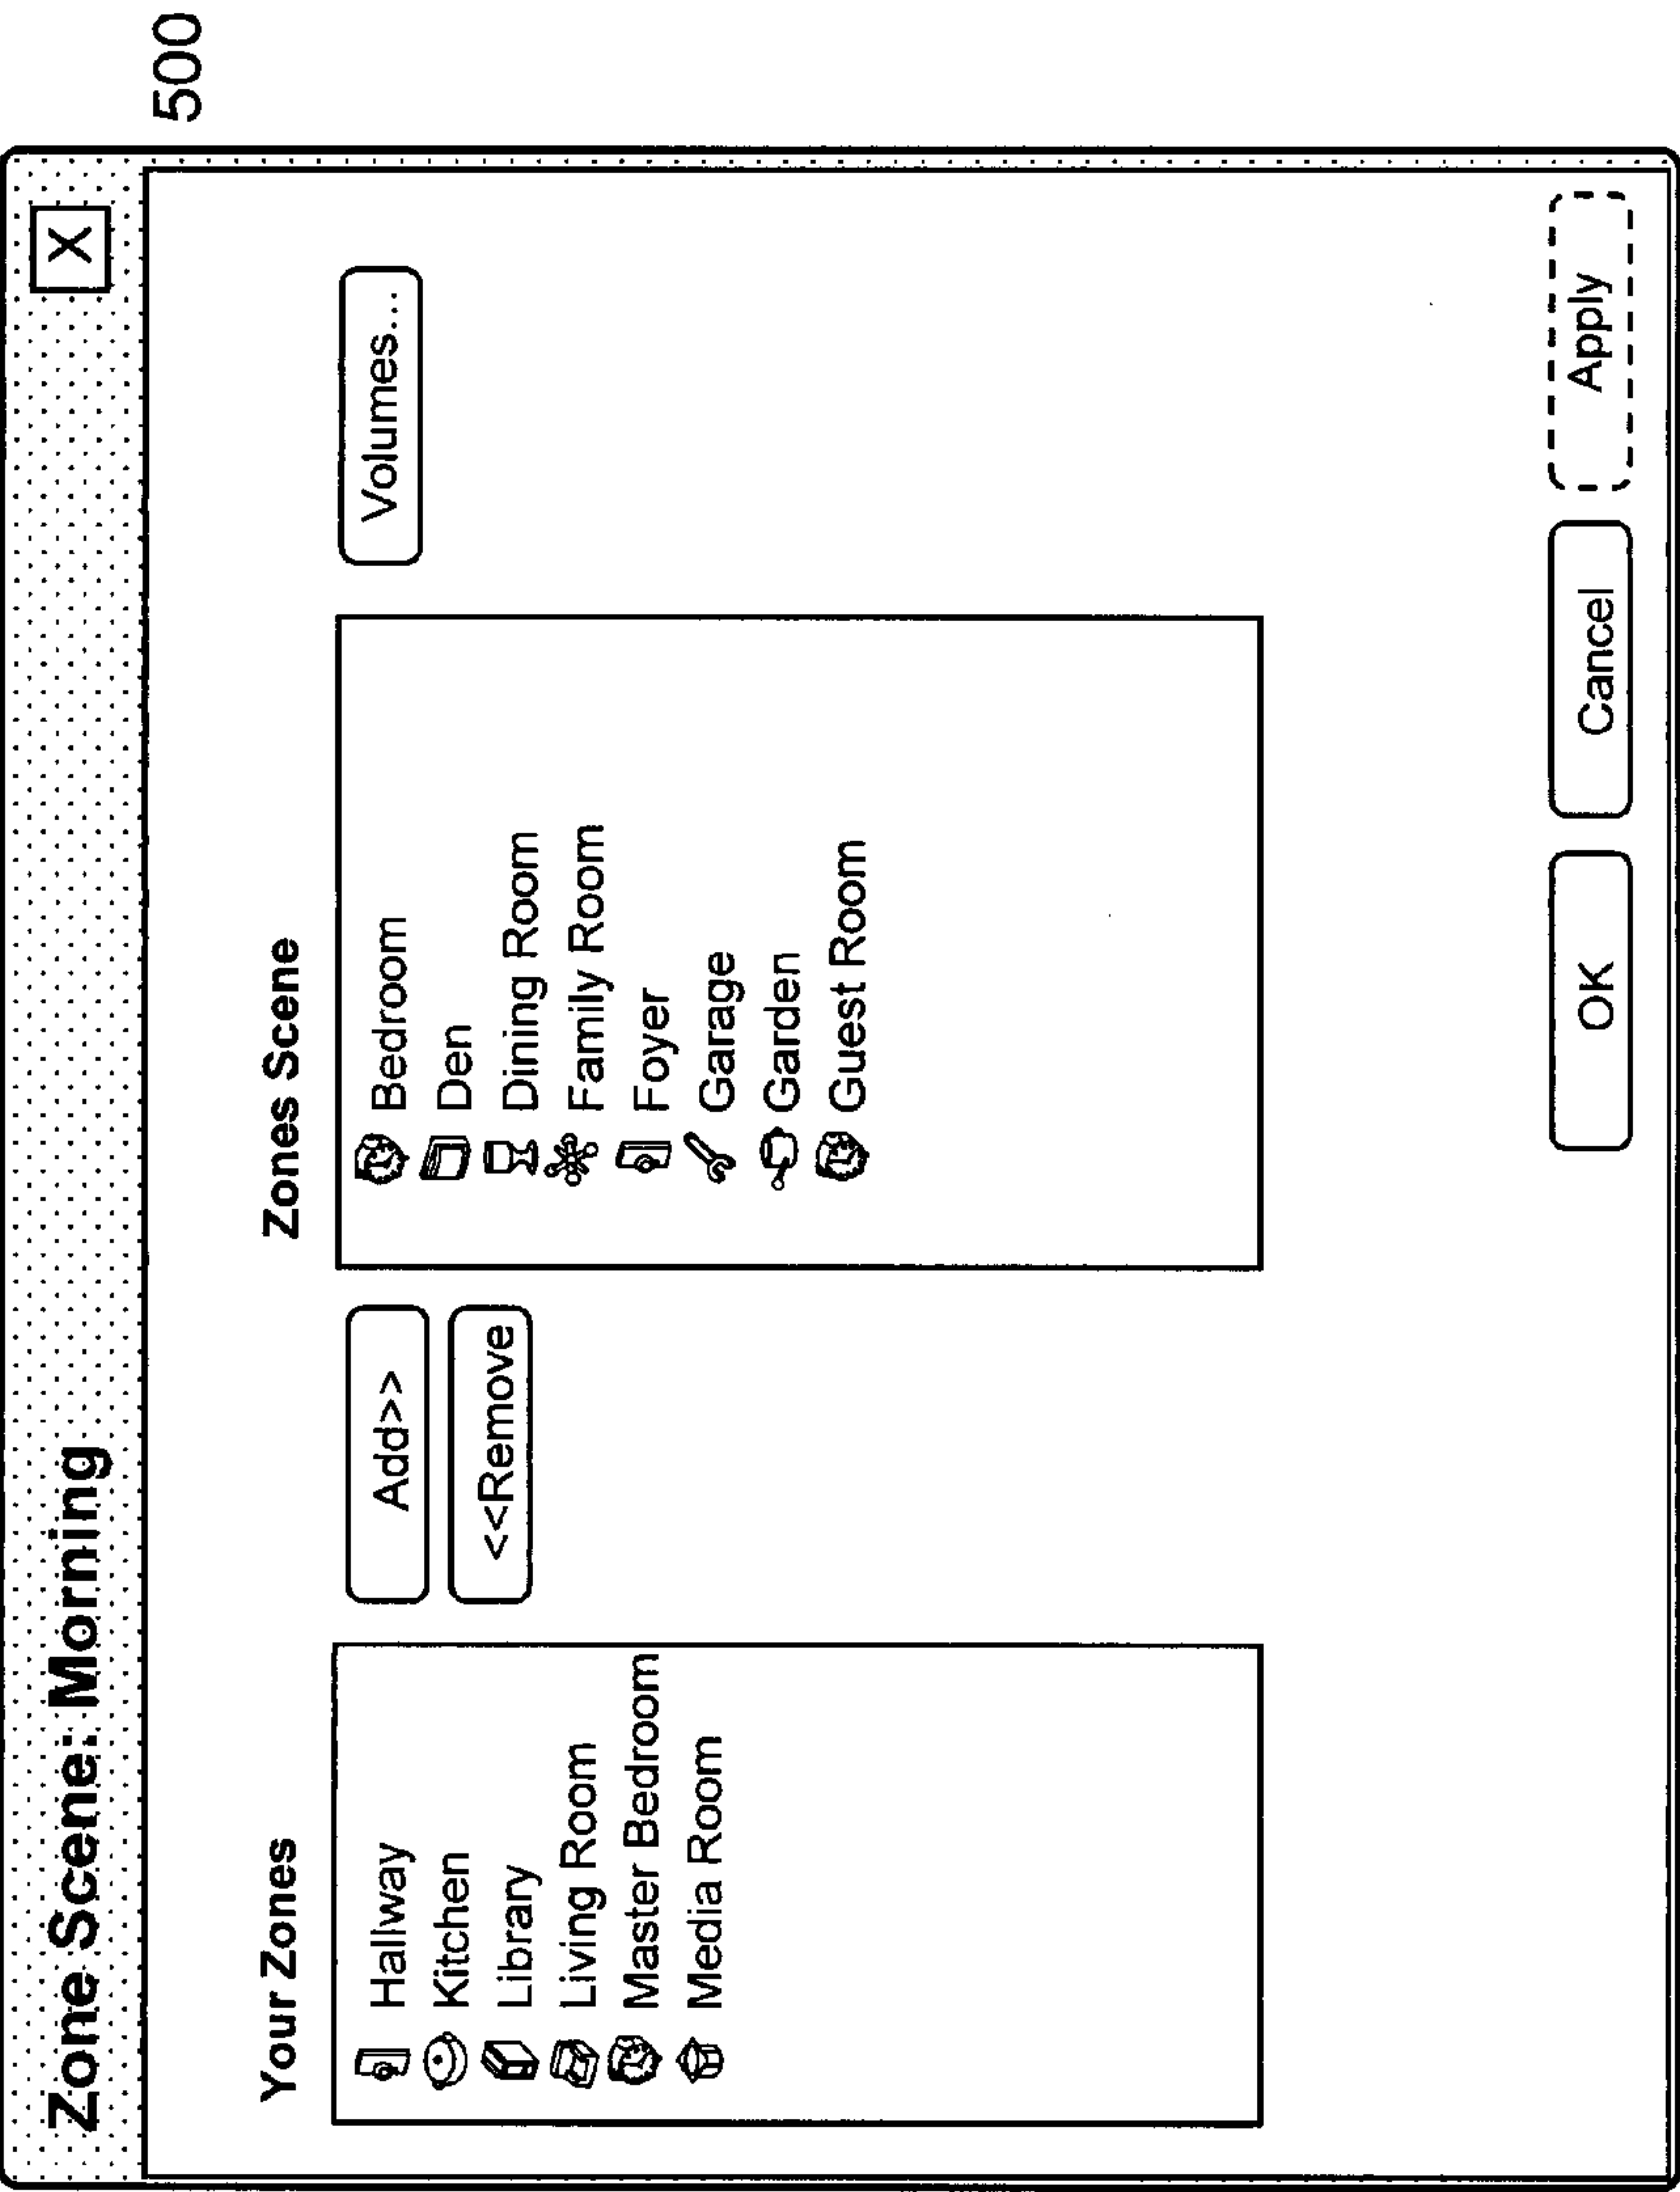 500
Zone Scene: Morning
X
Your Zones
Hallway
Kitchen
Library
Living Room
Master Bedroom
Media Room
Add>>
<<Remove
Zones Scene
Bedroom
Den
Dining Room
Family Room
Foyer
Garage
Garden
Guest Room
Volumes...
OK
Cancel
Apply